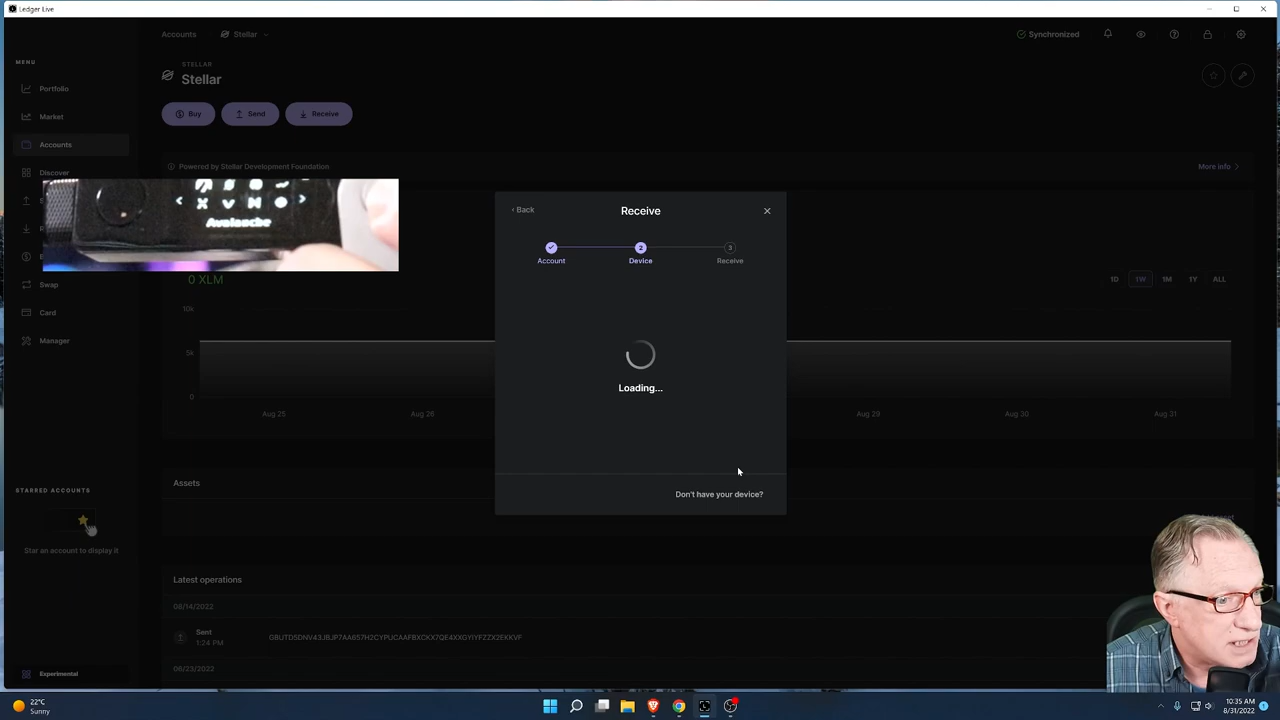 Ledger Live
Accounts
Stellar
Synchronized
MENU
STELLAR
Stellar
Portfolio
Buy
Send
Receive
Market
Accounts
Powered by Stellar Development Foundation
More info
Discover
Back
Receive
Avalanche
2
3
Account
Device
Receive
0 XLM
1D
1W
1M
1Y
ALL
Swap
10k
Card
Manager
5k
Loading...
0
Aug 25
Aug 26
Aug 29
Aug 30
Aug 31
Assets
STARRED ACCOUNTS
Don't have your device?
Star an account to display it
Latest operations
08/14/2022
Sent
1:24 PM
06/23/2022
Experimental
22°C
Sunny
10:35 AM
8/31/2022